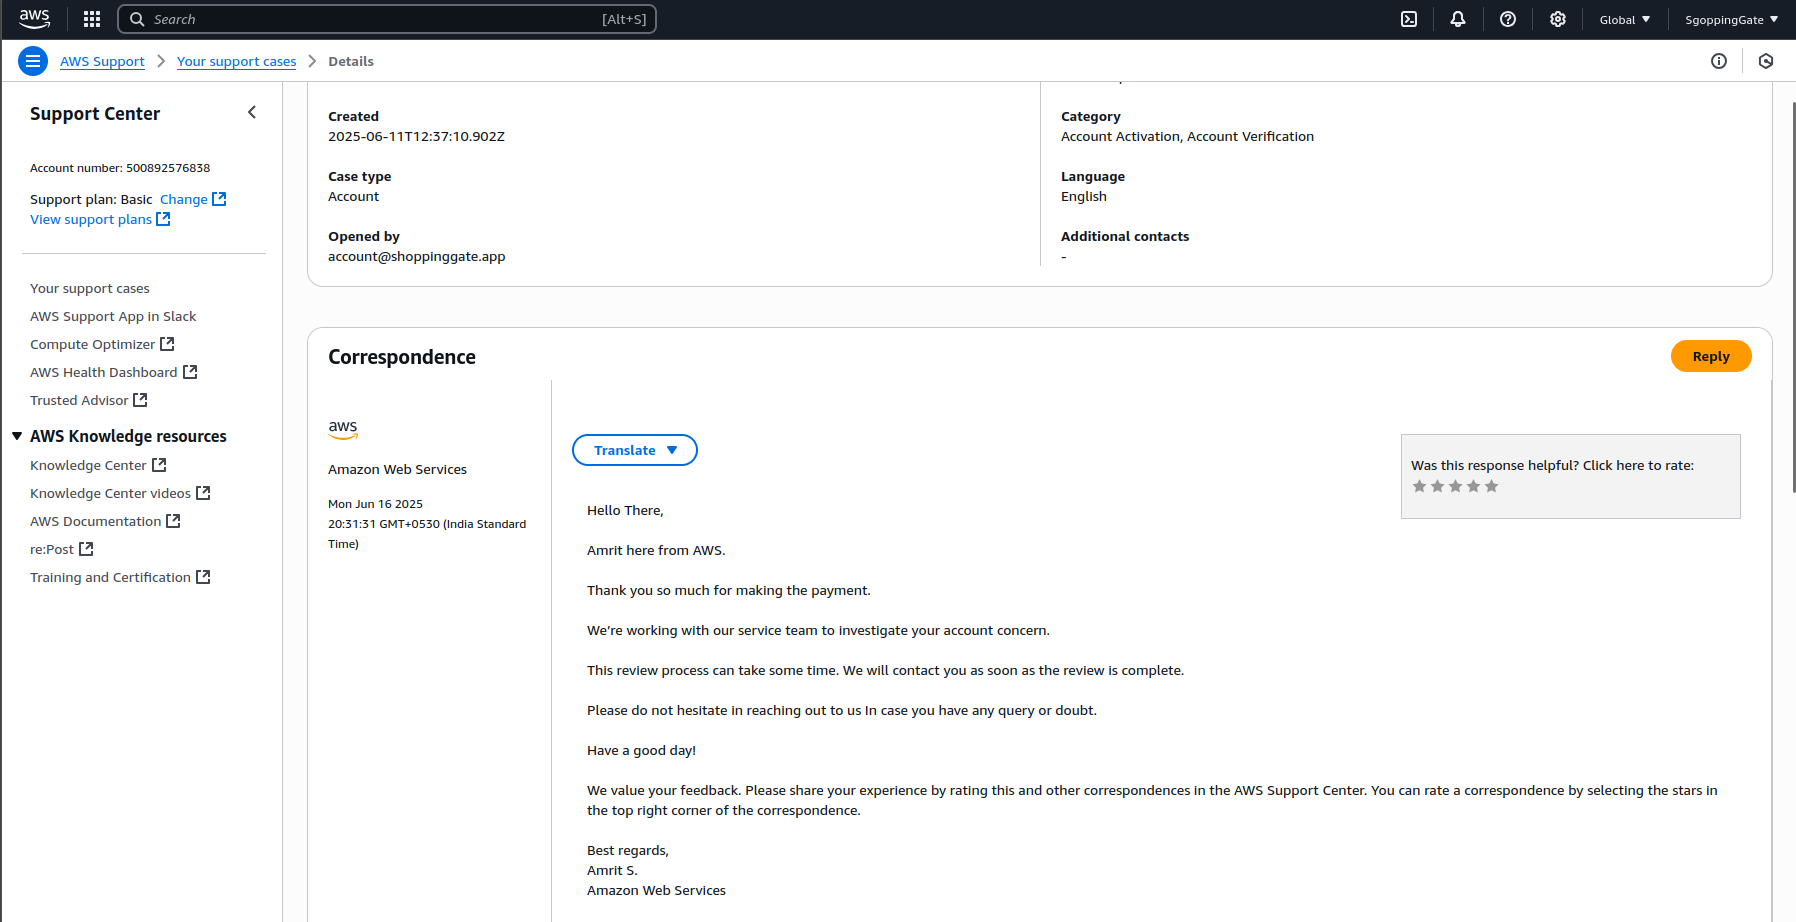 aws
Search [Alt+S]
Global
SgoppingGate
AWS Support
Your support cases
Details
Support Center
Account number: 500892576838
Support plan: Basic Change
View support plans
Your support cases
AWS Support App in Slack
Compute Optimizer
AWS Health Dashboard
Trusted Advisor
AWS Knowledge resources
Knowledge Center
Knowledge Center videos
AWS Documentation
re:Post
Training and Certification
Created
2025-06-11T12:37:10.902Z
Case type
Account
Opened by
account@shoppinggate.app
Category
Account Activation, Account Verification
Language
English
Additional contacts
-
Correspondence
Reply
aws
Amazon Web Services
Mon Jun 16 2025
20:31:31 GMT+0530 (India Standard
Time)
Translate
Was this response helpful? Click here to rate:
Hello There,
Amrit here from AWS.
Thank you so much for making the payment.
We’re working with our service team to investigate your account concern.
This review process can take some time. We will contact you as soon as the review is complete.
Please do not hesitate in reaching out to us In case you have any query or doubt.
Have a good day!
We value your feedback. Please share your experience by rating this and other correspondences in the AWS Support Center. You can rate a correspondence by selecting the stars in
the top right corner of the correspondence.
Best regards,
Amrit S.
Amazon Web Services